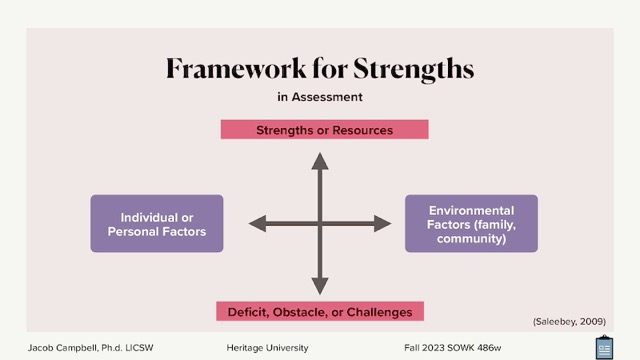 Framework for Strengths
in Assessment
Strengths or Resources
Individual or
Personal Factors
Environmental
Factors (family,
community)
Deficit, Obstacle, or Challenges
(Saleebey, 2009)
Jacob Campbell, Ph.d. LICSW
Heritage University
Fall 2023 SOWK 486w